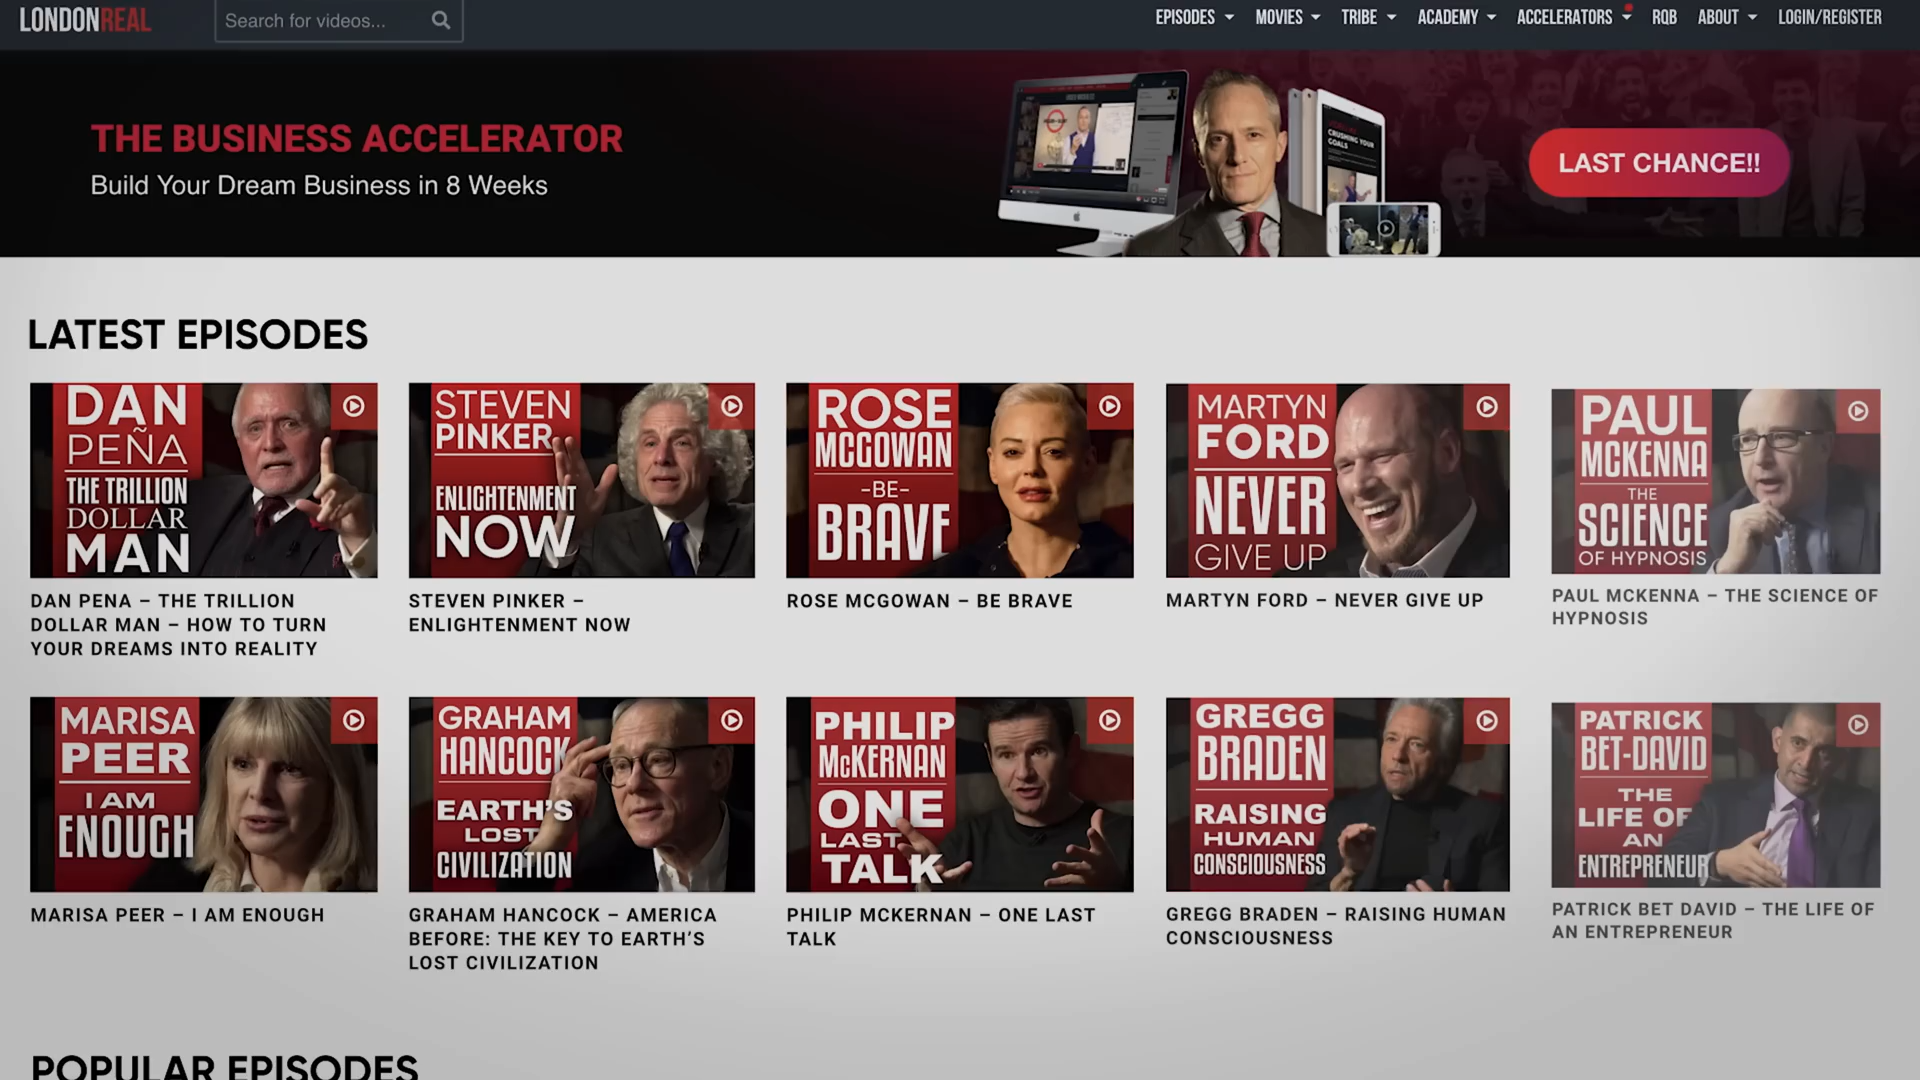 LONDONREAL
Search for videos...
EPISODES MOVIES TRIBE ACADEMY ACCELERATORS RQB ABOUT LOGIN/REGISTER
THE BUSINESS ACCELERATOR
Build Your Dream Business in 8 Weeks
CRUSHING YOUR
GOALS
LAST CHANCE!!
LATEST EPISODES
DAN
PEÑA
THE TRILLION
DOLLAR
MAN
DAN PENA – THE TRILLION
DOLLAR MAN – HOW TO TURN
YOUR DREAMS INTO REALITY
STEVEN
PINKER
ENLIGHTENMENT
NOW
STEVEN PINKER –
ENLIGHTENMENT NOW
ROSE
MCGOWAN
-BE-
BRAVE
ROSE MCGOWAN – BE BRAVE
MARTYN
FORD
NEVER
GIVE UP
MARTYN FORD – NEVER GIVE UP
PAUL
MCKENNA
THE
SCIENCE
OF HYPNOSIS
PAUL MCKENNA – THE SCIENCE OF
HYPNOSIS
MARISA
PEER
I AM
ENOUGH
MARISA PEER – I AM ENOUGH
GRAHAM
HANCOCK
EARTH'S
LOST
CIVILIZATION
GRAHAM HANCOCK – AMERICA
BEFORE: THE KEY TO EARTH'S
LOST CIVILIZATION
PHILIP
McKERNAN
ONE
LAST
TALK
PHILIP MCKERNAN – ONE LAST
TALK
GREGG
BRADEN
RAISING
HUMAN
CONSCIOUSNESS
GREGG BRADEN – RAISING HUMAN
CONSCIOUSNESS
PATRICK
BET-DAVID
THE
LIFE OF
AN
ENTREPRENEUR
PATRICK BET DAVID – THE LIFE OF
AN ENTREPRENEUR
POPULAR EPISODES